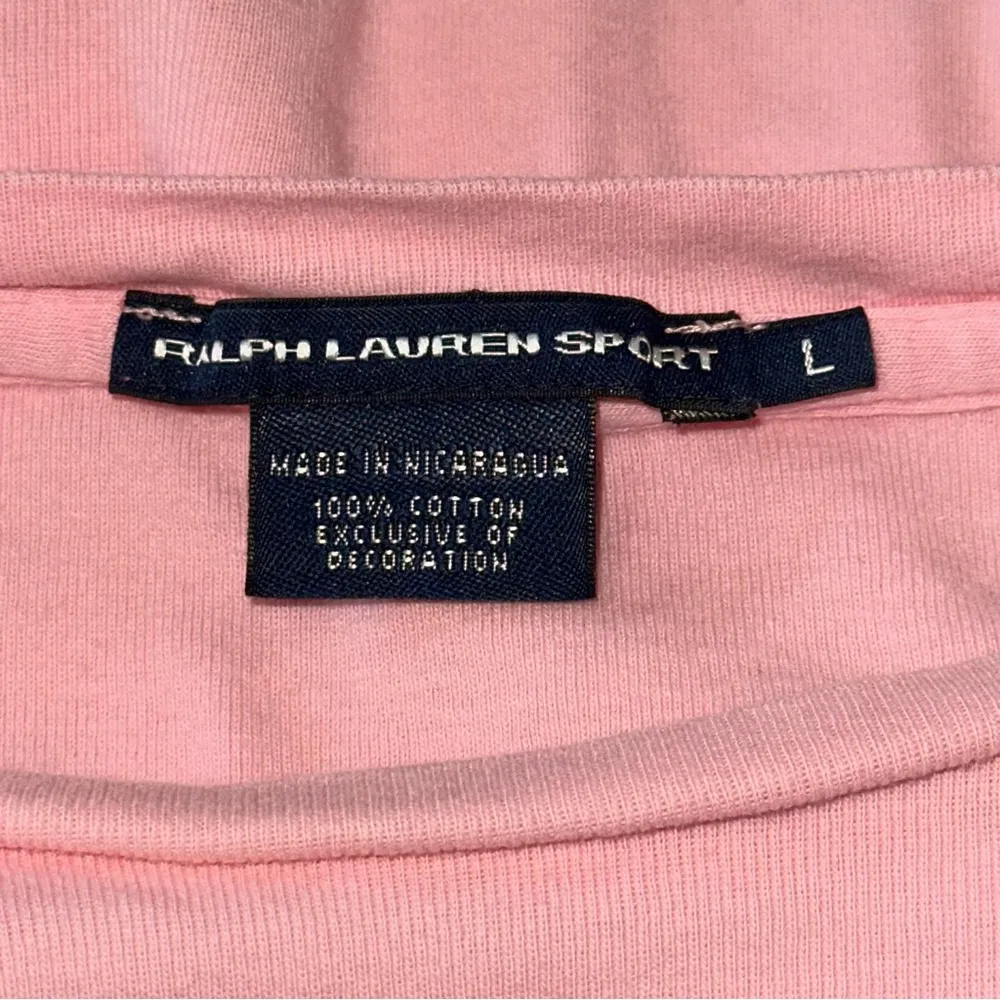 RALPH LAUREN SPORT
L
MADE IN NICARAGUA
100% COTTON
EXCLUSIVE OF
DECORATION